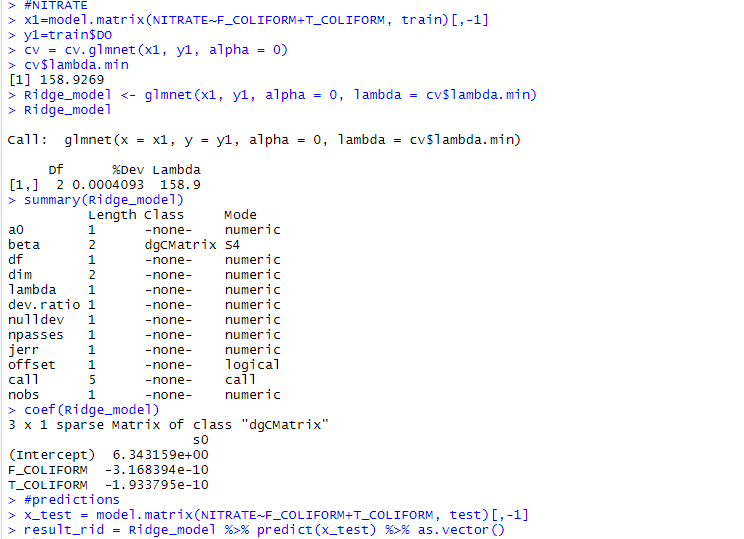 > #NITRATE
> x1=model.matrix(NITRATE~F_COLIFORM+T_COLIFORM, train)[,-1]
> y1=train$DO
> cv = cv.glmnet(x1, y1, alpha = 0)
> cv$lambda.min
[1] 158.9269
> Ridge_model <- glmnet(x1, y1, alpha = 0, lambda = cv$lambda.min)
> Ridge_model
Call:  glmnet(x = x1, y = y1, alpha = 0, lambda = cv$lambda.min)
     Df      %Dev Lambda
[1,]  2 0.0004093  158.9
> summary(Ridge_model)
          Length Class     Mode
a0        1      -none-    numeric
beta      2      dgCMatrix S4
df        1      -none-    numeric
dim       2      -none-    numeric
lambda    1      -none-    numeric
dev.ratio 1      -none-    numeric
nulldev   1      -none-    numeric
npasses   1      -none-    numeric
jerr      1      -none-    numeric
offset    1      -none-    logical
call      5      -none-    call
nobs      1      -none-    numeric
> coef(Ridge_model)
3 x 1 sparse Matrix of class "dgCMatrix"
                       s0
(Intercept)  6.343159e+00
F_COLIFORM  -3.168394e-10
T_COLIFORM  -1.933795e-10
> #predictions
> x_test = model.matrix(NITRATE~F_COLIFORM+T_COLIFORM, test)[,-1]
> result_rid = Ridge_model %>% predict(x_test) %>% as.vector()